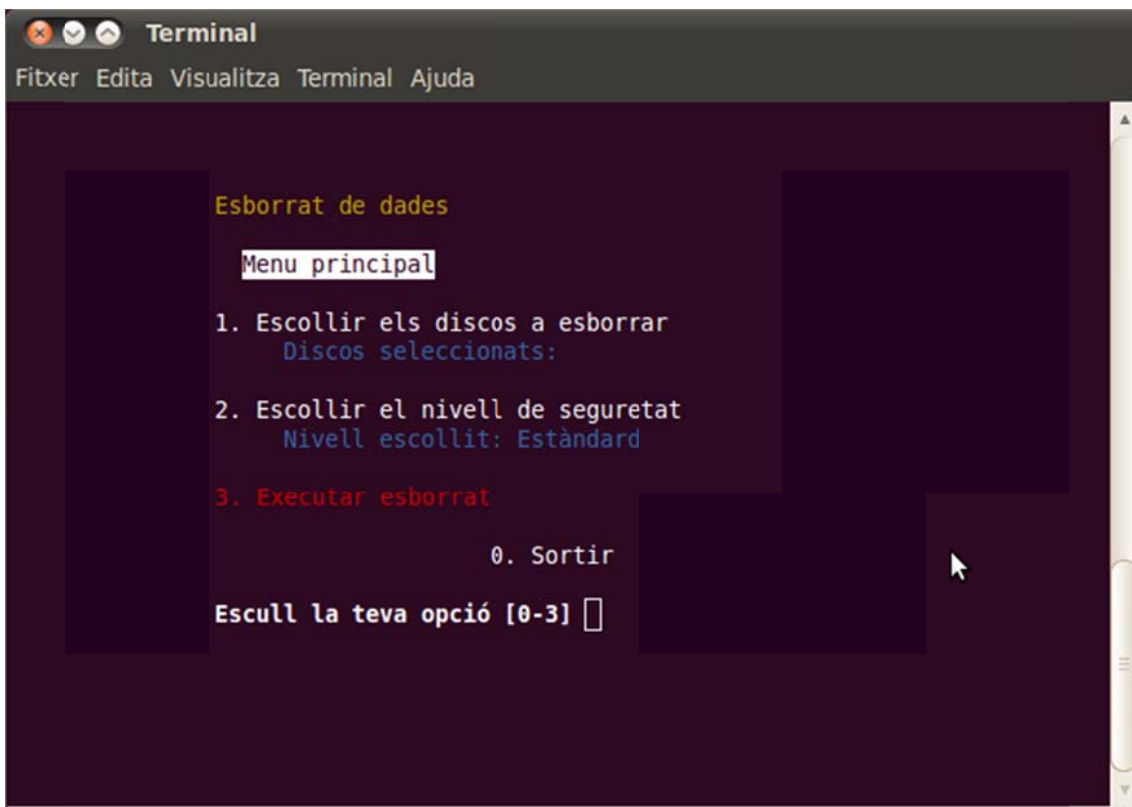 Terminal
Fitxer Edita Visualitza Terminal Ajuda
Esborrat de dades
Menu principal
1. Escollir els discos a esborrar
Discos seleccionats:
2. Escollir el nivell de seguretat
Nivell escollit: Estàndard
3. Executar esborrat
0. Sortir
Escull la teva opció [0-3]